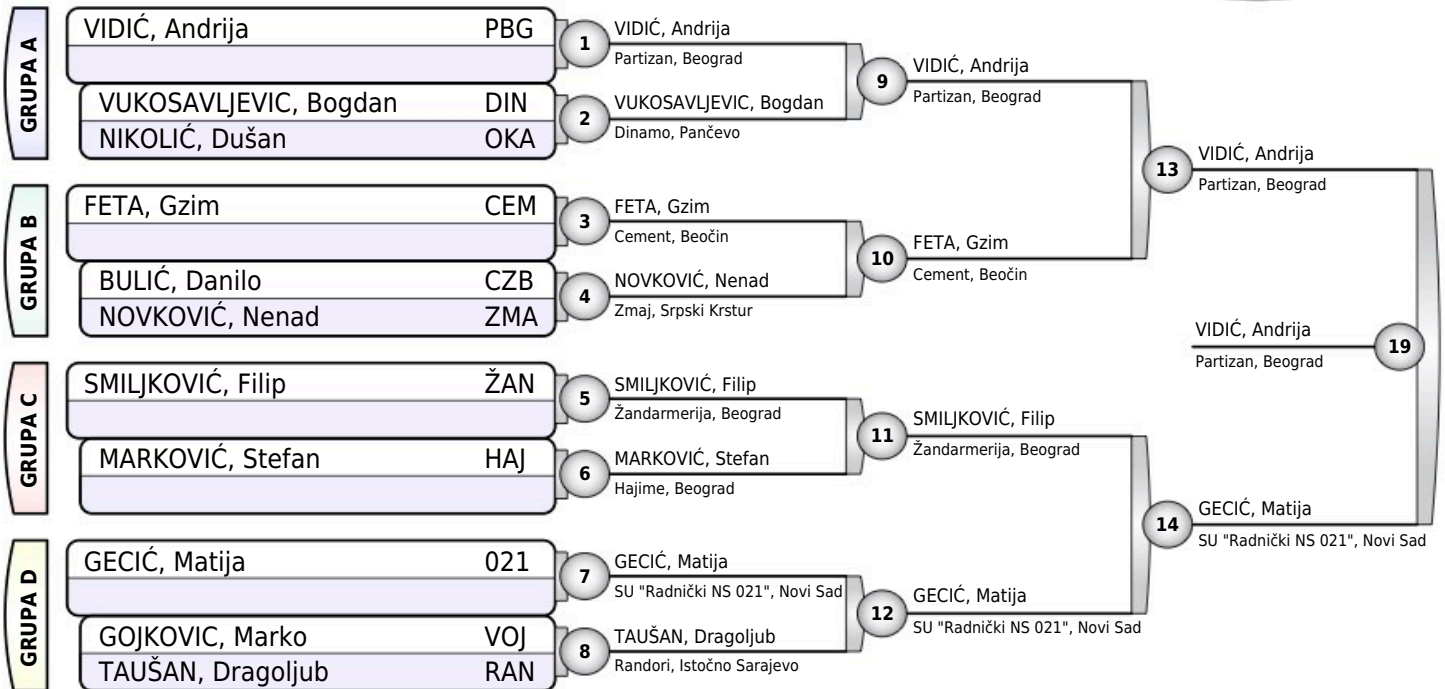 GRUPA A
VIDIĆ, Andrija PBG
VUKOSAVLJEVIC, Bogdan DIN
NIKOLIĆ, Dušan OKA
GRUPA B
FETA, Gzim CEM
BULIĆ, Danilo CZB
NOVKOVIĆ, Nenad ZMA
GRUPA C
SMILJKOVIĆ, Filip ŽAN
MARKOVIĆ, Stefan HAJ
GRUPA D
GECIĆ, Matija 021
GOJKOVIC, Marko VOJ
TAUŠAN, Dragoljub RAN
1
VIDIĆ, Andrija
Partizan, Beograd
2
VUKOSAVLJEVIC, Bogdan
Dinamo, Pančevo
3
FETA, Gzim
Cement, Beočin
4
NOVKOVIĆ, Nenad
Zmaj, Srpski Krstur
5
SMILJKOVIĆ, Filip
Žandarmerija, Beograd
6
MARKOVIĆ, Stefan
Hajime, Beograd
7
GECIĆ, Matija
SU "Radnički NS 021", Novi Sad
8
TAUŠAN, Dragoljub
Randori, Istočno Sarajevo
9
VIDIĆ, Andrija
Partizan, Beograd
10
FETA, Gzim
Cement, Beočin
11
SMILJKOVIĆ, Filip
Žandarmerija, Beograd
12
GECIĆ, Matija
SU "Radnički NS 021", Novi Sad
13
VIDIĆ, Andrija
Partizan, Beograd
14
GECIĆ, Matija
SU "Radnički NS 021", Novi Sad
VIDIĆ, Andrija
Partizan, Beograd
19